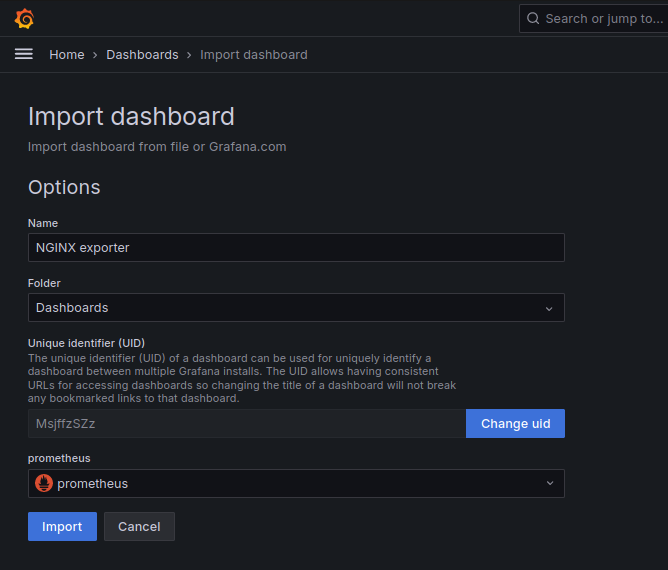 Search or jump to...
Home › Dashboards › Import dashboard
Import dashboard
Import dashboard from file or Grafana.com
Options
Name
NGINX exporter
Folder
Dashboards
Unique identifier (UID)
The unique identifier (UID) of a dashboard can be used for uniquely identify a
dashboard between multiple Grafana installs. The UID allows having consistent
URLs for accessing dashboards so changing the title of a dashboard will not break
any bookmarked links to that dashboard.
MsjffzSZz Change uid
prometheus
prometheus
Import Cancel